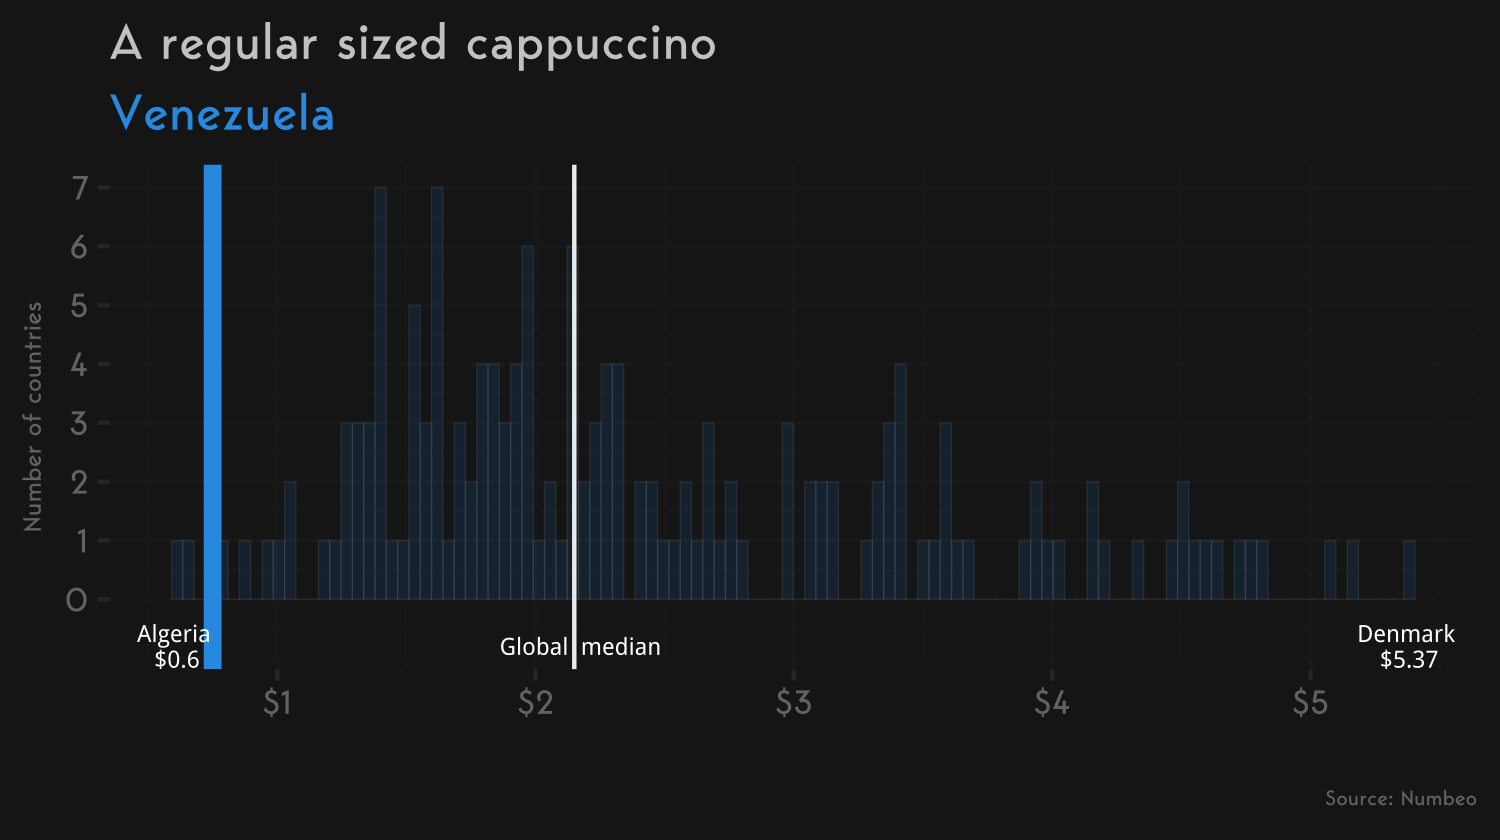 A regular sized cappuccino
Venezuela
Number of countries
7
6
5
4
3
2
1
0
Algeria
$0.6
Global median
Denmark
$5.37
$1 $2 $3 $4 $5
Source: Numbeo